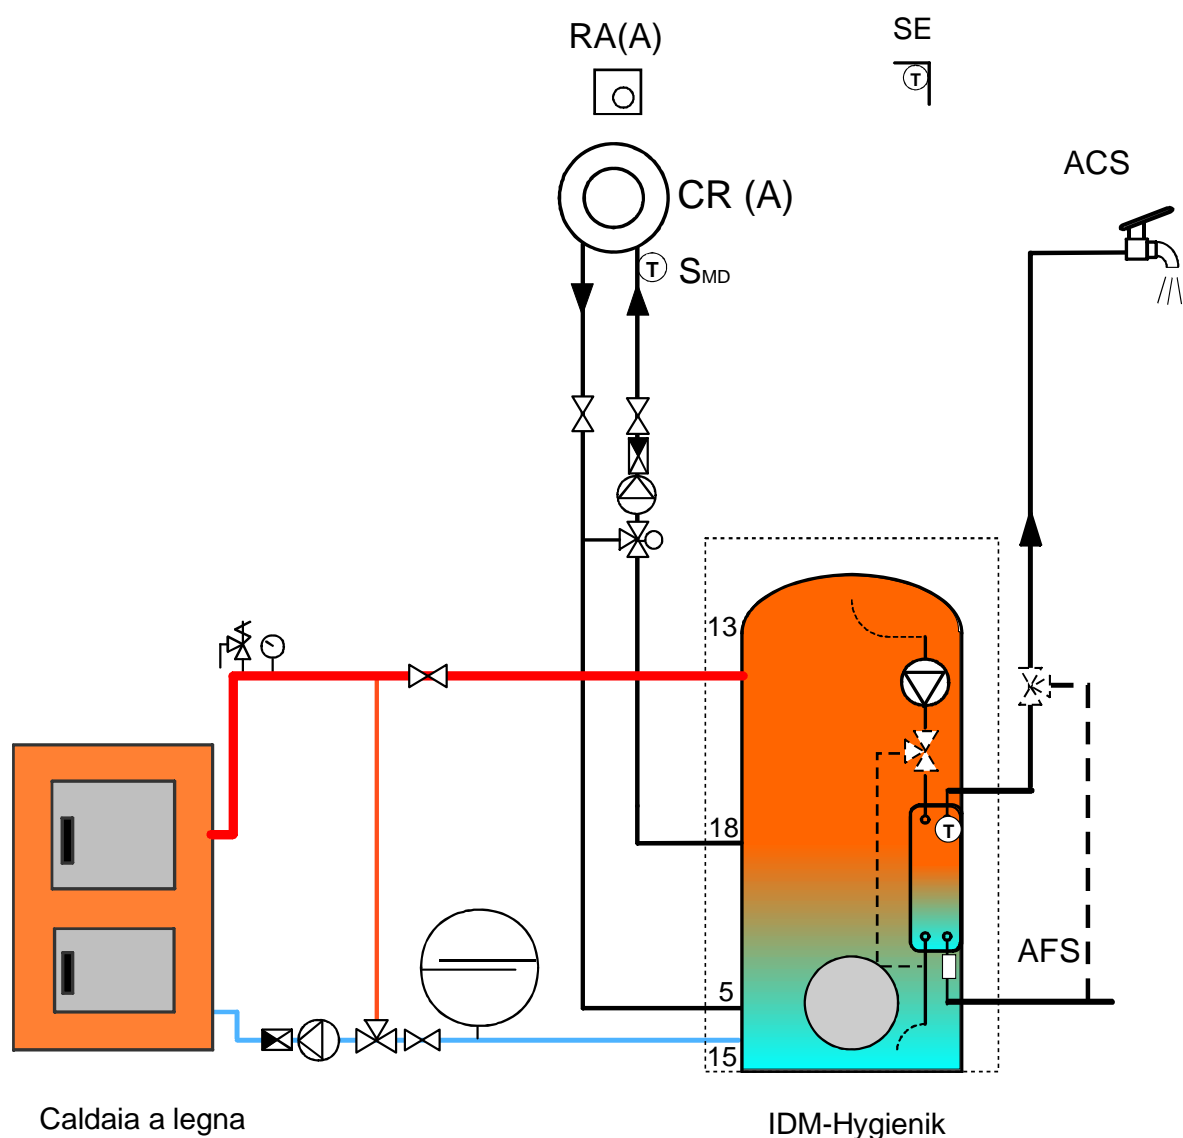 RA(A)
SE
T
ACS
CR (A)
T SMD
13
18
T
AFS
5
15
Caldaia a legna
IDM-Hygienik